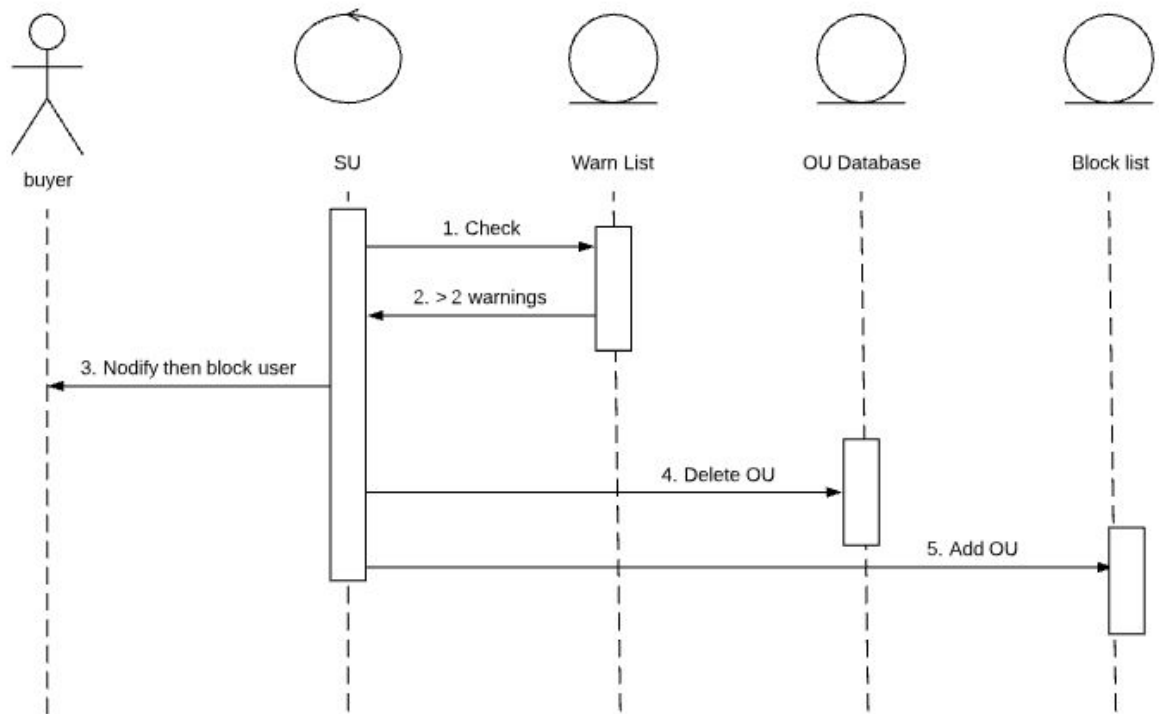 buyer
SU
Warn List
OU Database
Block list
1. Check
2. > 2 warnings
3. Nodify then block user
4. Delete OU
5. Add OU